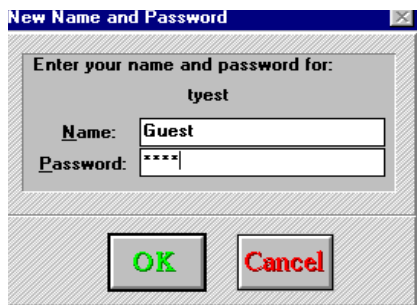 New Name and Password
Enter your name and password for:
tyest
Name: Guest
Password: ****
OK Cancel